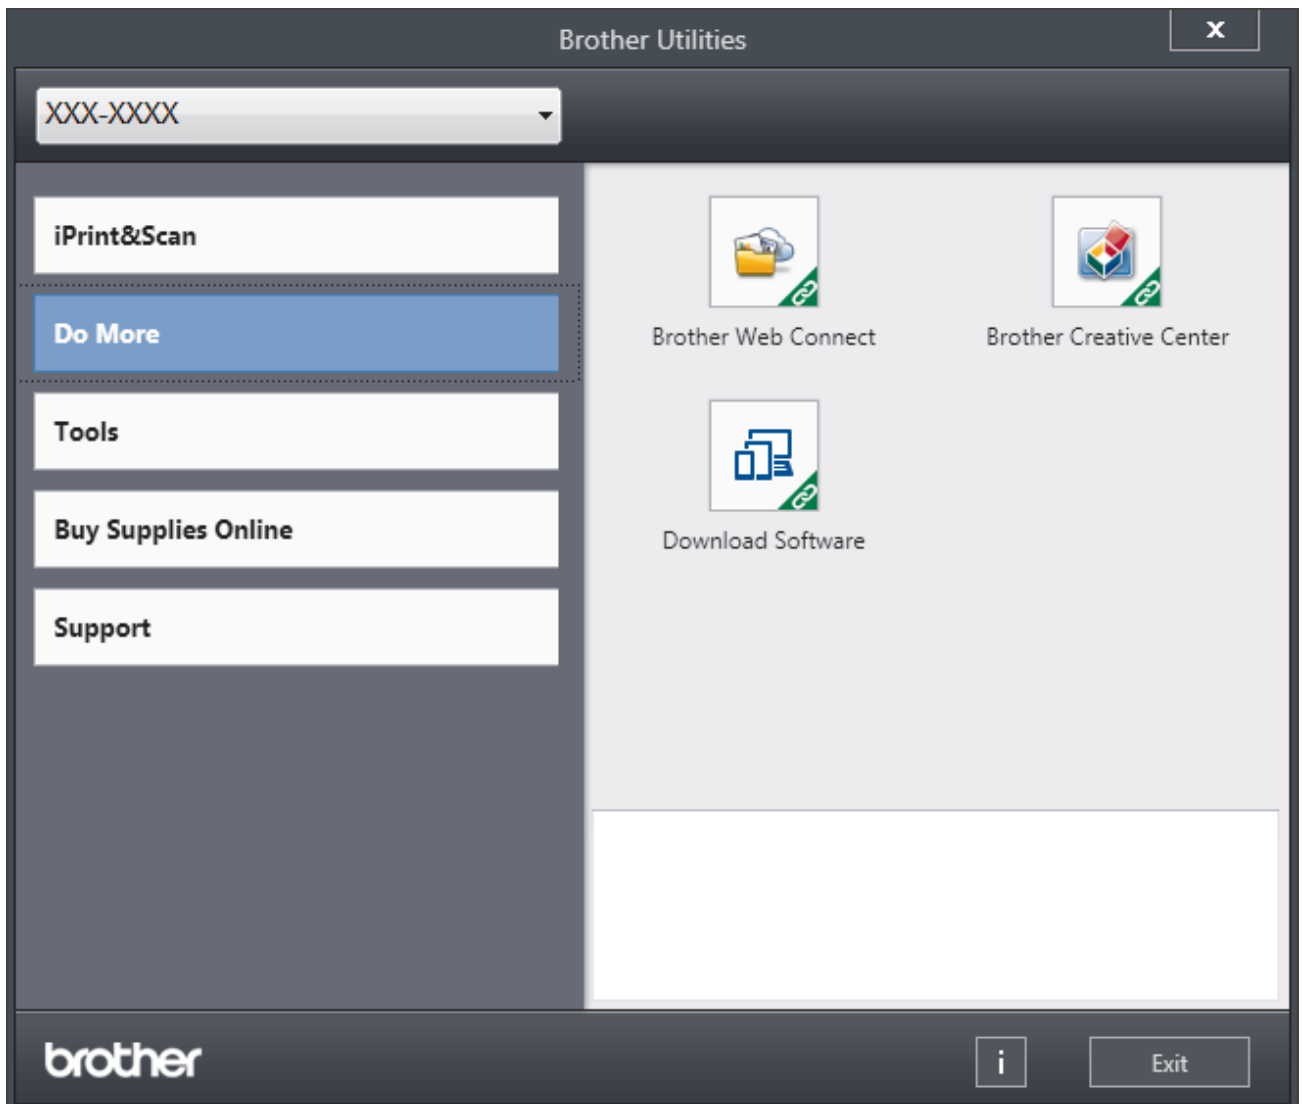 Brother Utilities
X
XXX-XXXX
iPrint&Scan
Do More
Tools
Buy Supplies Online
Support
Brother Web Connect
Brother Creative Center
Download Software
brother
i
Exit